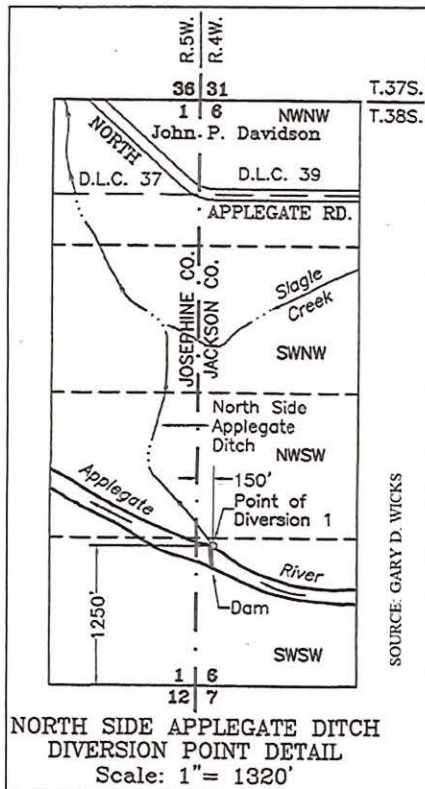 R.5W. R.4W.
36 31
T.37S.
1 6
T.38S.
NWNW
John P. Davidson
NORTH
D.L.C. 37
D.L.C. 39
APPLEGATE RD.
JOSEPHINE CO.
JACKSON CO.
Slagle
Creek
SWNW
North Side
Applegate
Ditch
NWSW
150'
Applegate
Point of
Diversion 1
River
Dam
1250'
SWSW
1 6
12 7
SOURCE: GARY D. WICKS
NORTH SIDE APPLEGATE DITCH
DIVERSION POINT DETAIL
Scale: 1"= 1320'